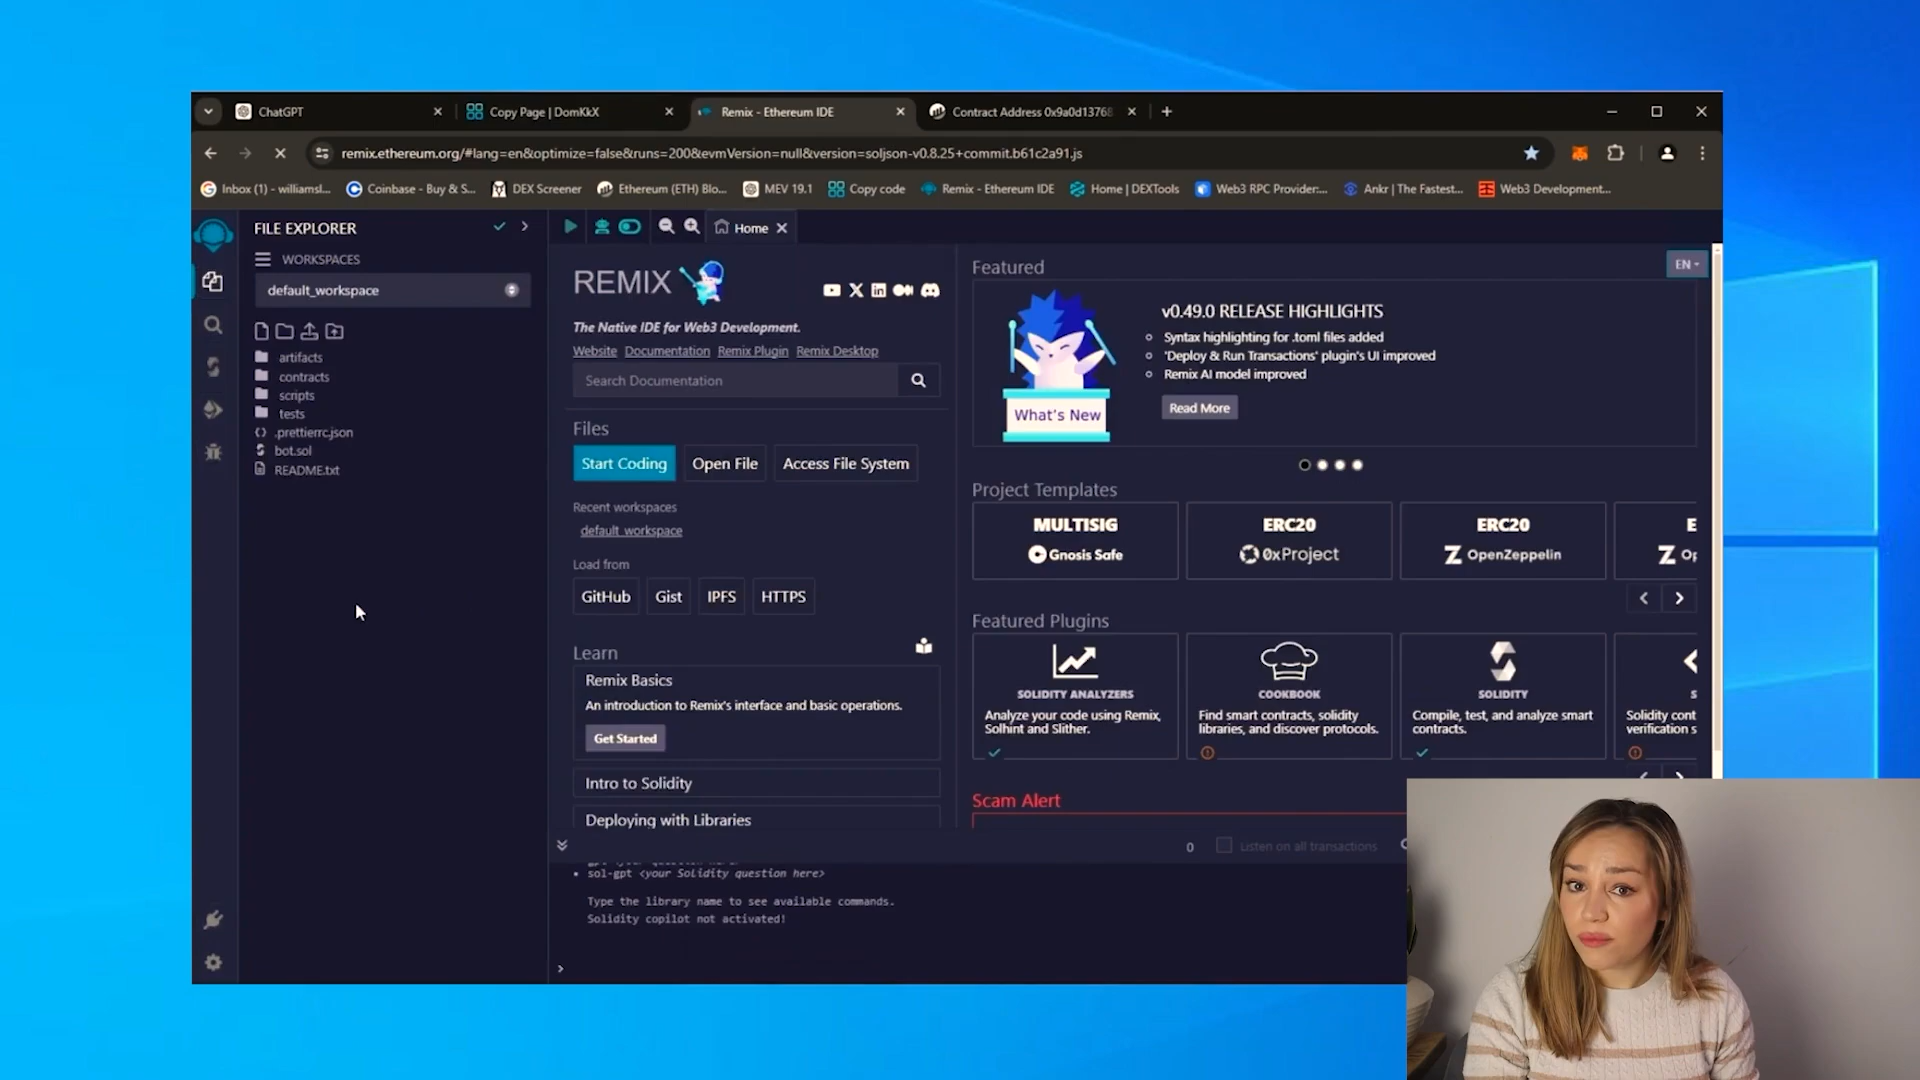 ChatGPT
Copy Page | DomKkX
Remix - Ethereum IDE
Contract Address 0x9a0d1376
remix.ethereum.org/#lang=en&optimize=false&runs=200&evmVersion=null&version=soljson-v0.8.25+commit.b61c2a91.js
Inbox (1) - williamsl...
Coinbase - Buy & S...
DEX Screener
Ethereum (ETH) Blo...
MEV 19.1
Copy code
Remix - Ethereum IDE
Home | DEXTools
Web3 RPC Provider:...
Ankr | The Fastest...
Web3 Development...
FILE EXPLORER
WORKSPACES
default_workspace
artifacts
contracts
scripts
tests
.prettierrc.json
bot.sol
README.txt
Home
REMIX
The Native IDE for Web3 Development.
Website Documentation Remix Plugin Remix Desktop
Search Documentation
Files
Start Coding
Open File
Access File System
Recent workspaces
default_workspace
Load from
GitHub
Gist
IPFS
HTTPS
Learn
Remix Basics
An introduction to Remix's interface and basic operations.
Get Started
Intro to Solidity
Deploying with Libraries
Featured
EN
What's New
v0.49.0 RELEASE HIGHLIGHTS
Syntax highlighting for .toml files added
'Deploy & Run Transactions' plugin's UI improved
Remix AI model improved
Read More
Project Templates
MULTISIG
Gnosis Safe
ERC20
0xProject
ERC20
OpenZeppelin
E
Op
Featured Plugins
SOLIDITY ANALYZERS
Analyze your code using Remix,
Solhint and Slither.
COOKBOOK
Find smart contracts, solidity
libraries, and discover protocols.
SOLIDITY
Compile, test, and analyze smart
contracts.
S
Solidity cont
verification s
Scam Alert
0
Listen on all transactions
sol-gpt <your Solidity question here>
Type the library name to see available commands.
Solidity copilot not activated!
>